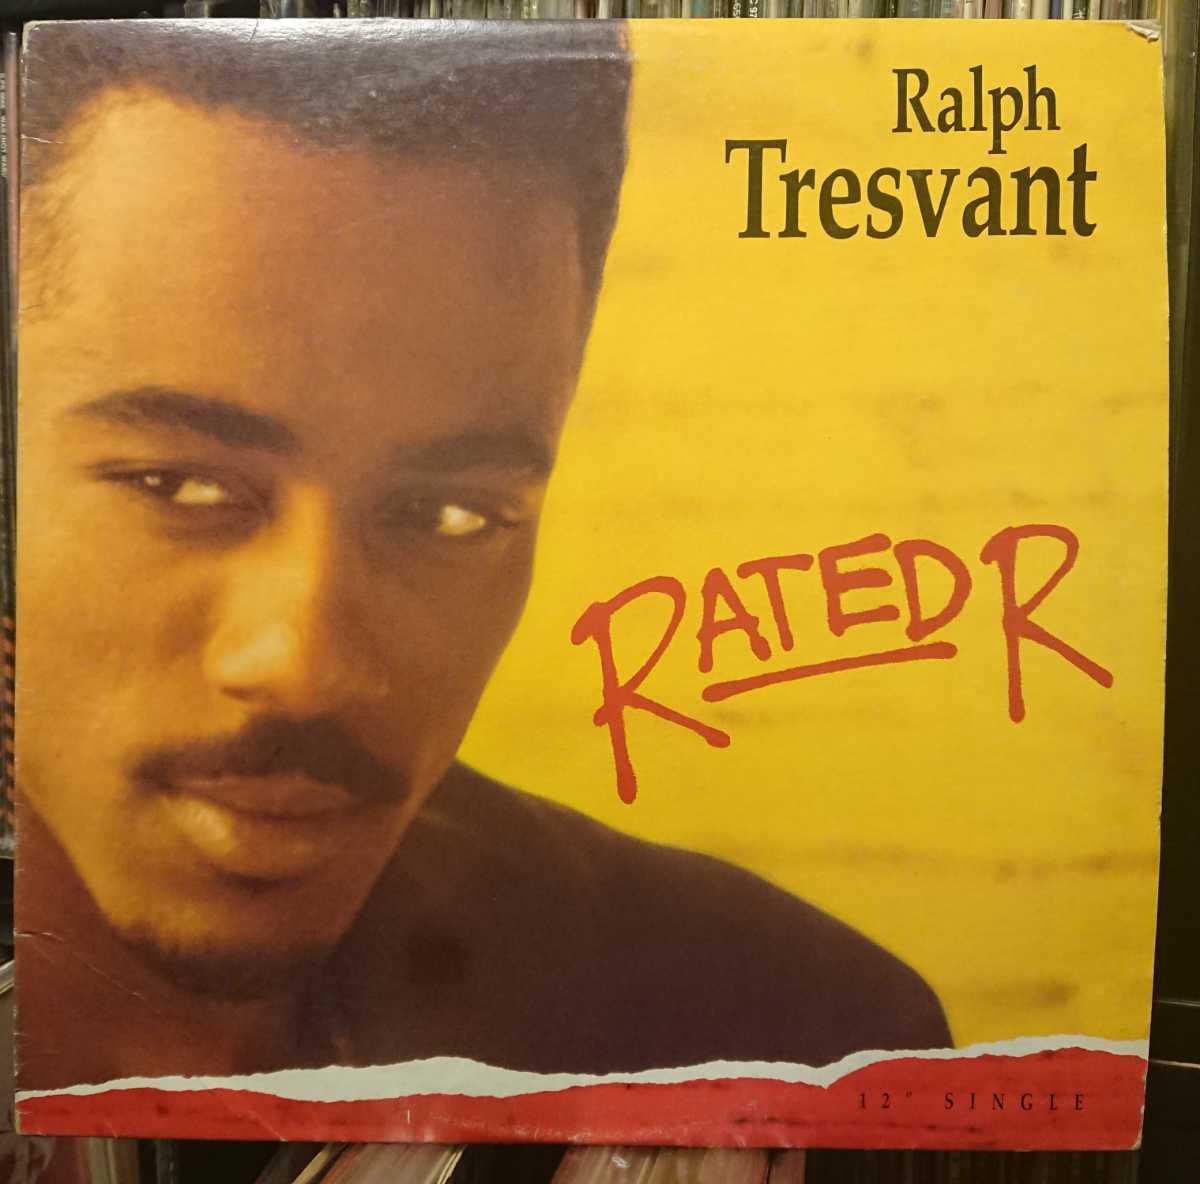 Ralph
Tresvant
RATED R
12" SINGLE